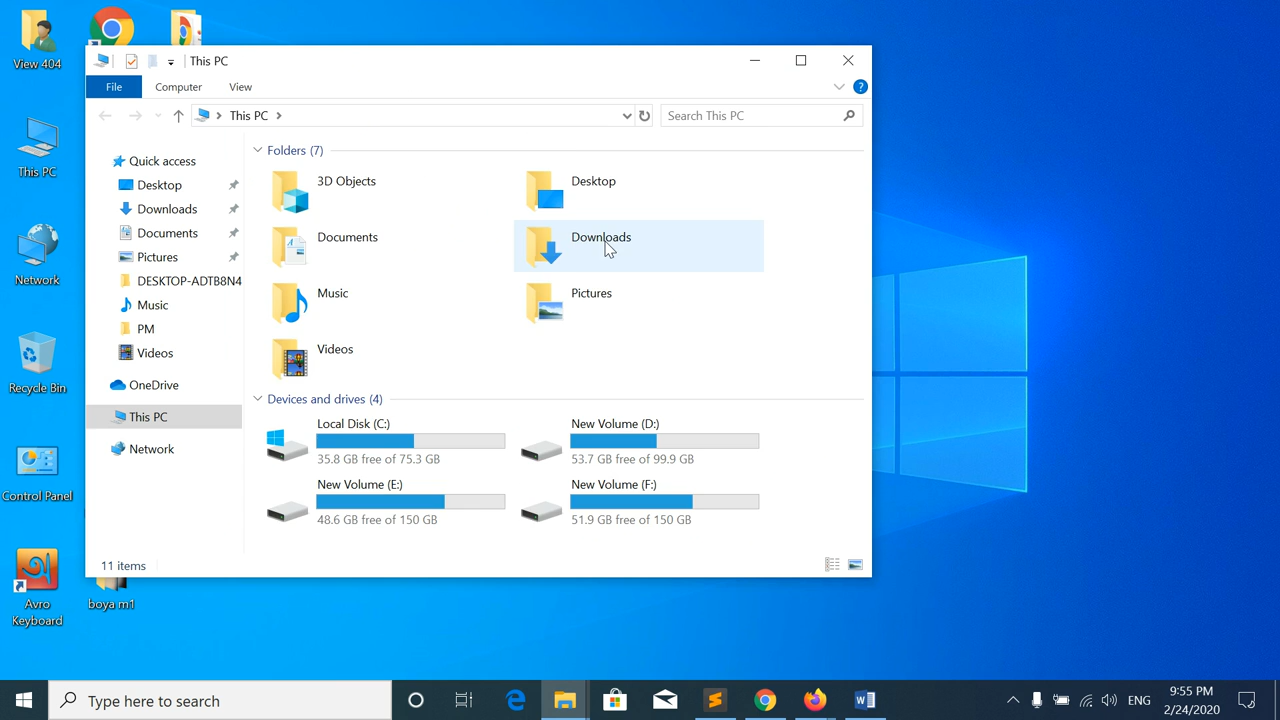 View 404
This PC
Network
Recycle Bin
Control Panel
Avro
Keyboard
boya m1
This PC
File
Computer
View
?
This PC
Search This PC
Quick access
Desktop
Downloads
Documents
Pictures
DESKTOP-ADTB8N4
Music
PM
Videos
OneDrive
This PC
Network
Folders (7)
3D Objects
Desktop
Documents
Downloads
Music
Pictures
Videos
Devices and drives (4)
Local Disk (C:)
35.8 GB free of 75.3 GB
New Volume (D:)
53.7 GB free of 99.9 GB
New Volume (E:)
48.6 GB free of 150 GB
New Volume (F:)
51.9 GB free of 150 GB
11 items
Type here to search
ENG
9:55 PM
2/24/2020